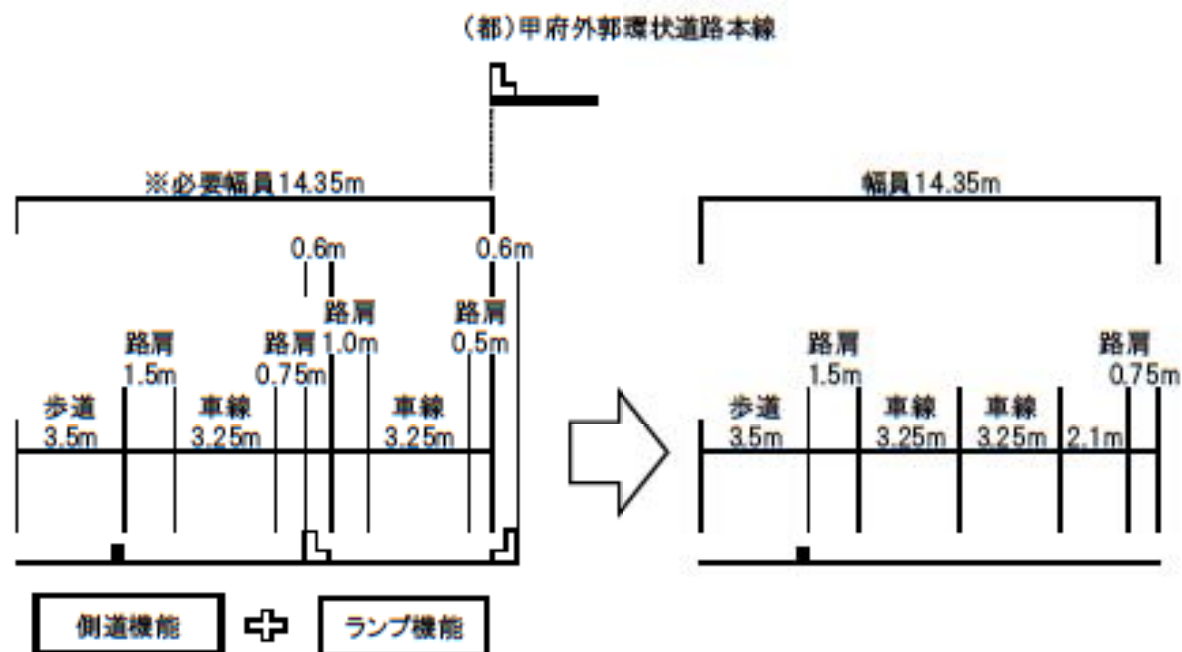 （都）甲府外郭環状道路本線
※必要幅員14.35m
0.6m
0.6m
路肩
1.0m
路肩
0.5m
路肩
1.5m
路肩
0.75m
歩道
3.5m
車線
3.25m
車線
3.25m
側道機能
ランプ機能
幅員14.35m
路肩
1.5m
路肩
0.75m
歩道
3.5m
車線
3.25m
車線
3.25m
2.1m